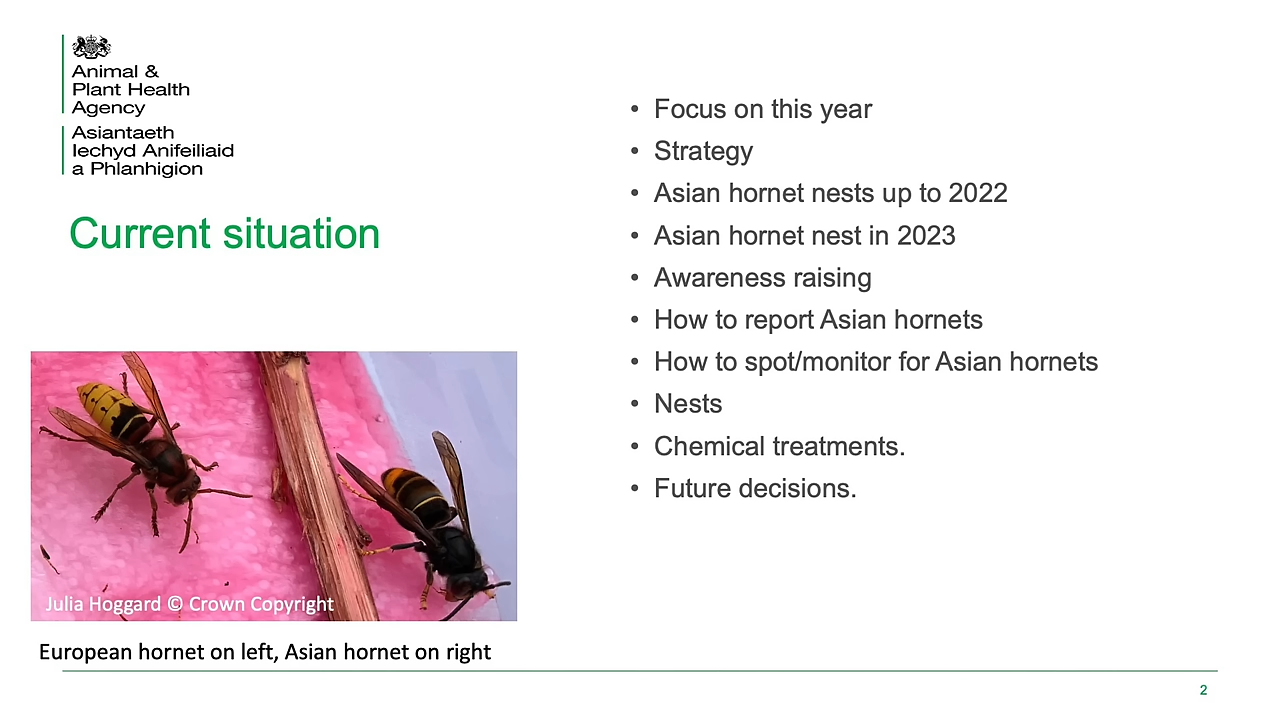 Animal &
Plant Health
Agency
Asiantaeth
Iechyd Anifeiliaid
a Phlanhigion
Current situation
• Focus on this year
• Strategy
• Asian hornet nests up to 2022
• Asian hornet nest in 2023
• Awareness raising
• How to report Asian hornets
• How to spot/monitor for Asian hornets
• Nests
• Chemical treatments.
• Future decisions.
Julia Hoggard © Crown Copyright
European hornet on left, Asian hornet on right
2